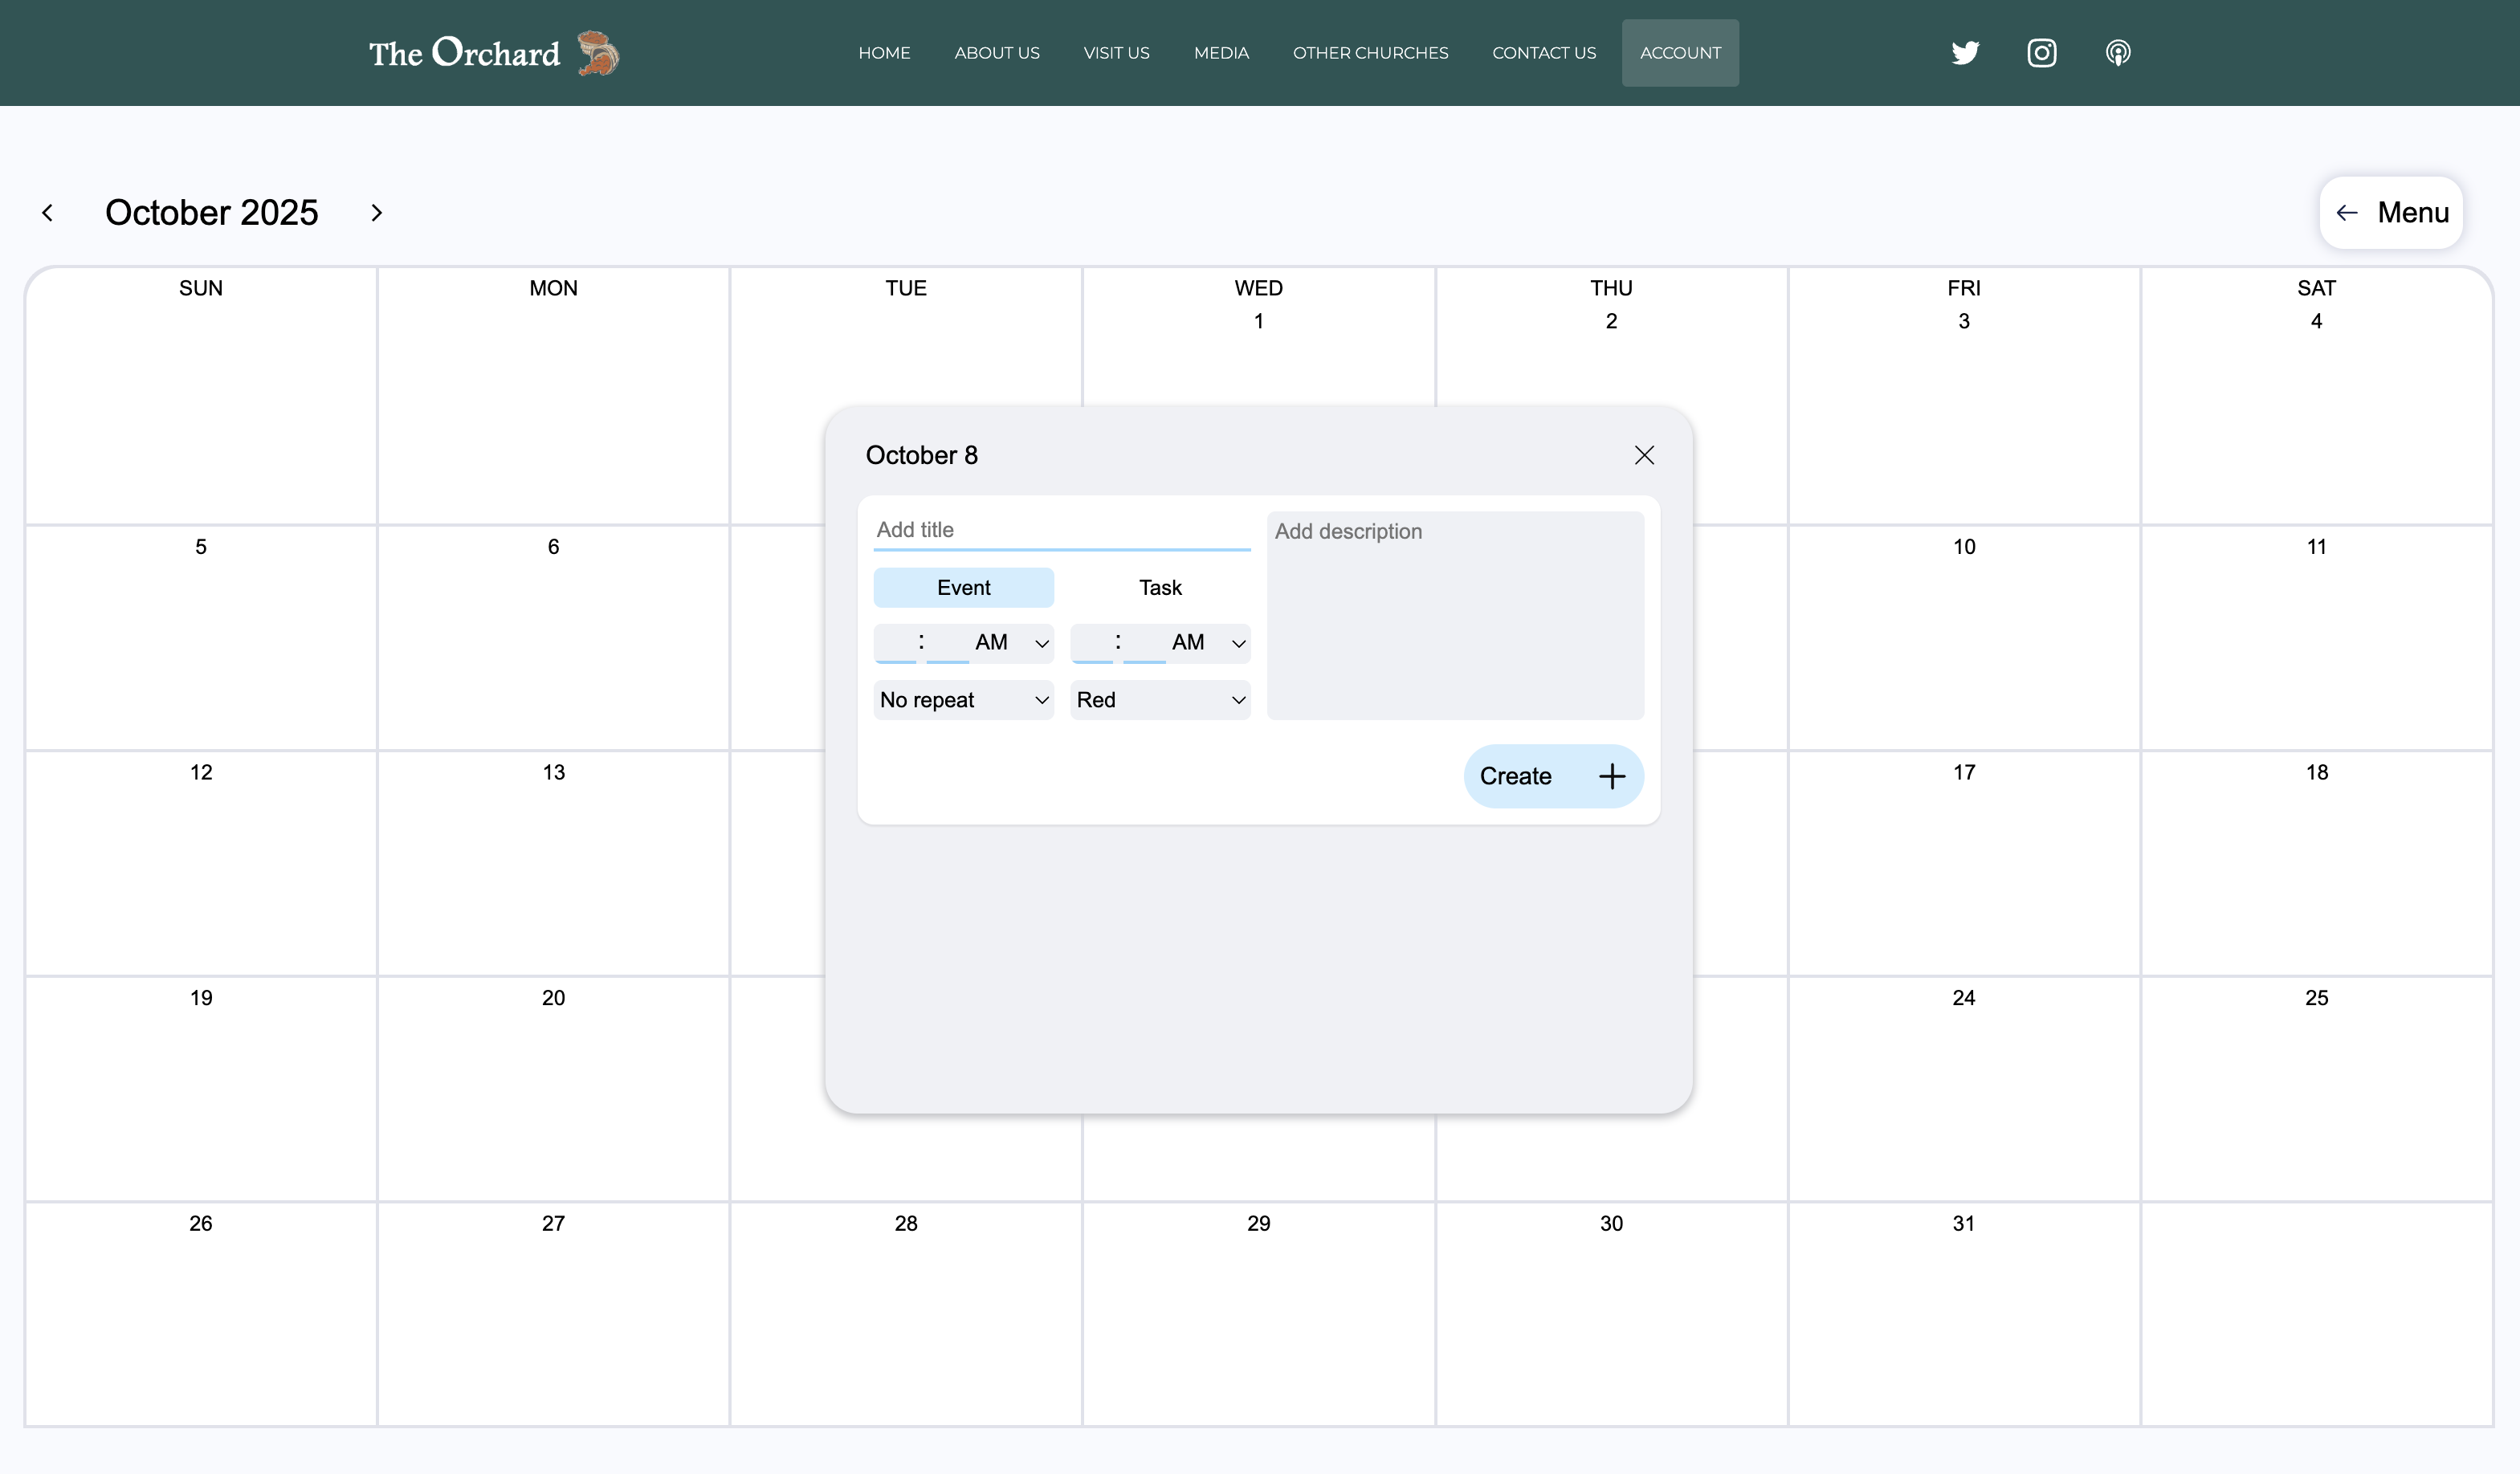 The Orchard HOME ABOUT US VISIT US MEDIA OTHER CHURCHES CONTACT US ACCOUNT
October 2025 Menu
SUN MON TUE WED THU FRI SAT
1 2 3 4
October 8
Add title Add description
5 6 10 11
Event Task
: AM : AM
No repeat Red
12 13 17 18
Create
19 20 24 25
26 27 28 29 30 31